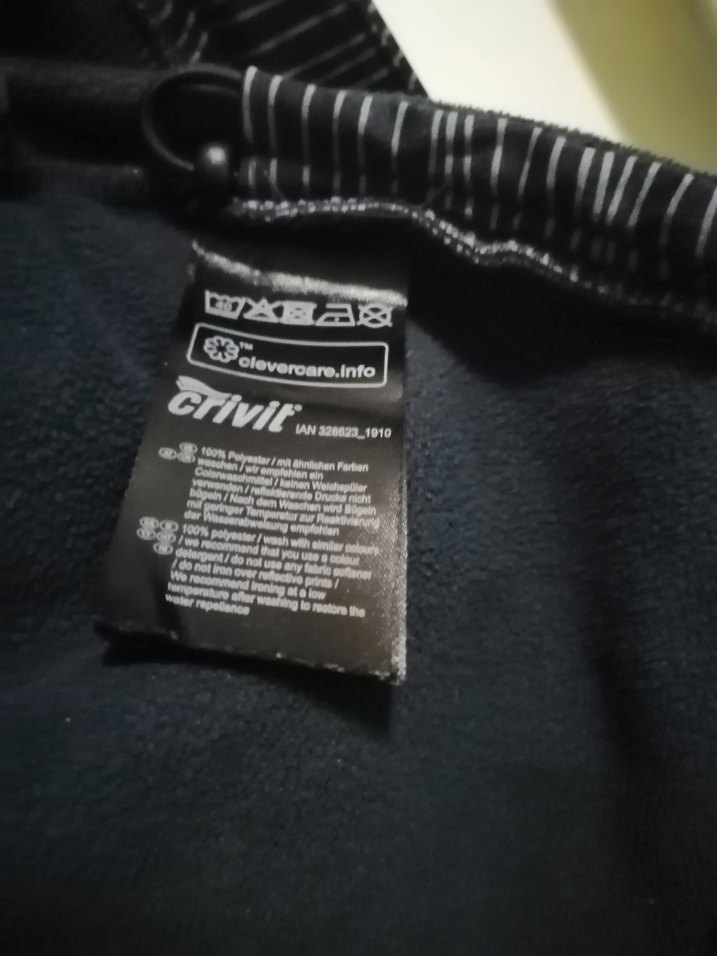 40
clevercare.info
TM
crivit®
IAN 326623_1910
100% Polyester / mit ähnlichen Farben
waschen / wir empfehlen ein
Colorwaschmittel / keinen Weichspüler
verwenden / reflektierende Drucke nicht
bügeln / Nach dem Waschen wird Bügeln
mit geringer Temperatur zur Reaktivierung
der Wasserabweisung empfohlen
100% polyester / wash with similar colours
/ we recommend that you use a colour
detergent / do not use any fabric softener
/ do not iron over reflective prints /
We recommend ironing at a low
temperature after washing to restore the
water repellence